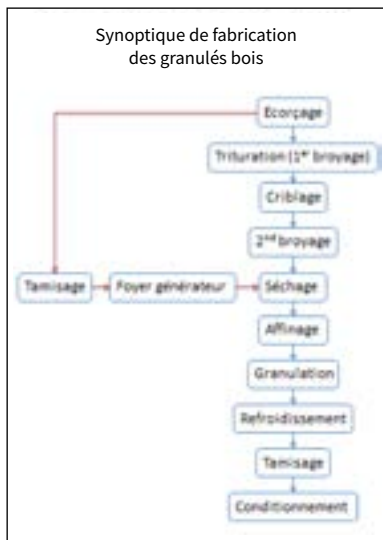 Synoptique de fabrication
des granulés bois
Ecorçage
Trituration (1er broyage)
Criblage
2nd broyage
Tamisage
Foyer générateur
Séchage
Affinage
Granulation
Refroidissement
Tamisage
Conditionnement